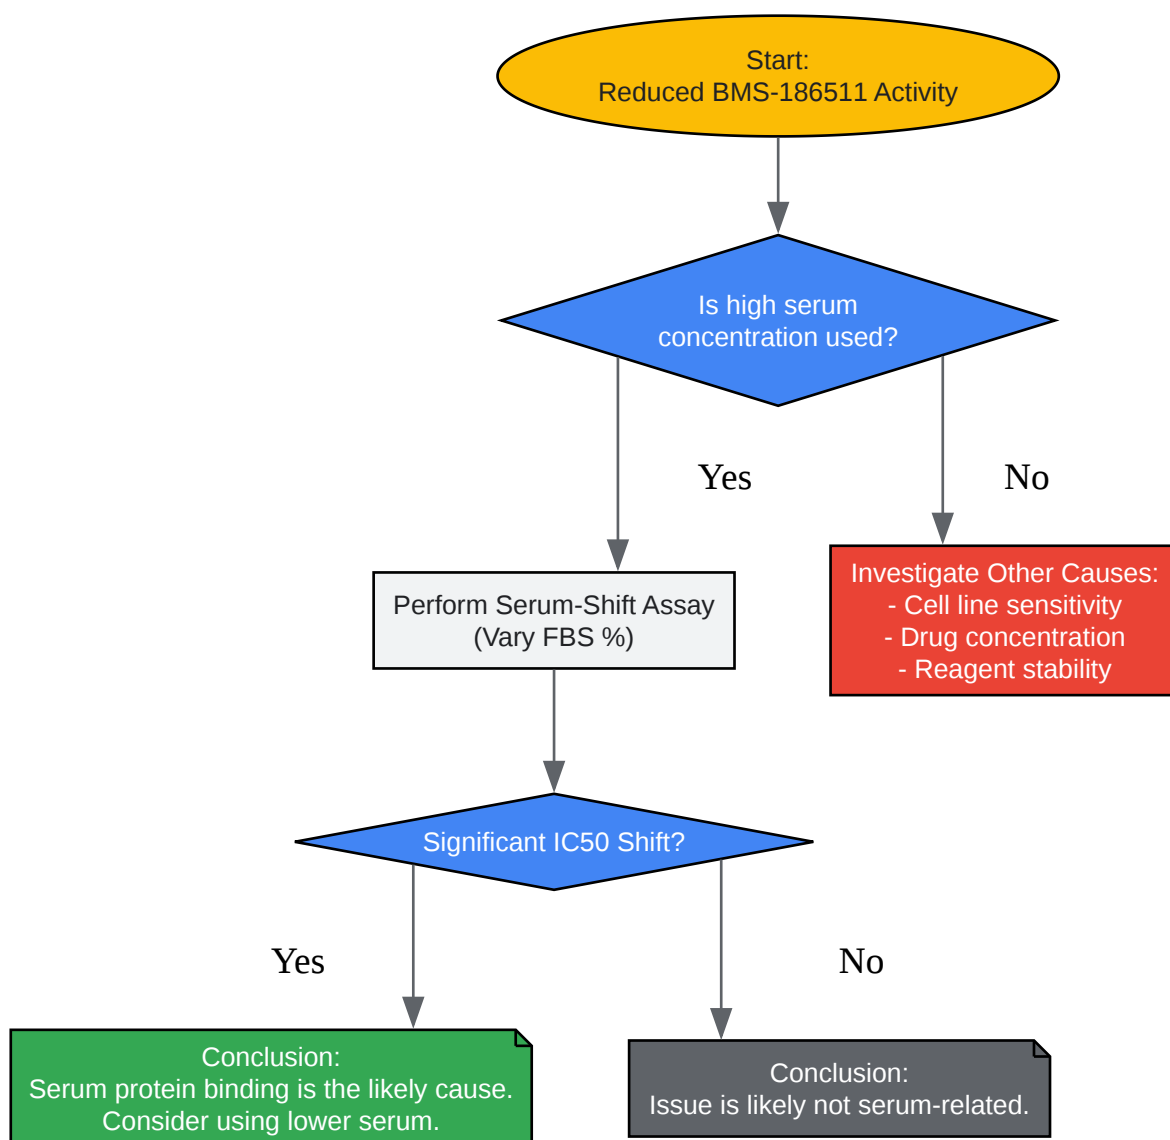 Start:
Reduced BMS-186511 Activity
Is high serum
concentration used?
Yes
No
Investigate Other Causes:
- Cell line sensitivity
- Drug concentration
- Reagent stability
Perform Serum-Shift Assay
(Vary FBS %)
Significant IC50 Shift?
Yes
No
Conclusion:
Serum protein binding is the likely cause.
Consider using lower serum.
Conclusion:
Issue is likely not serum-related.